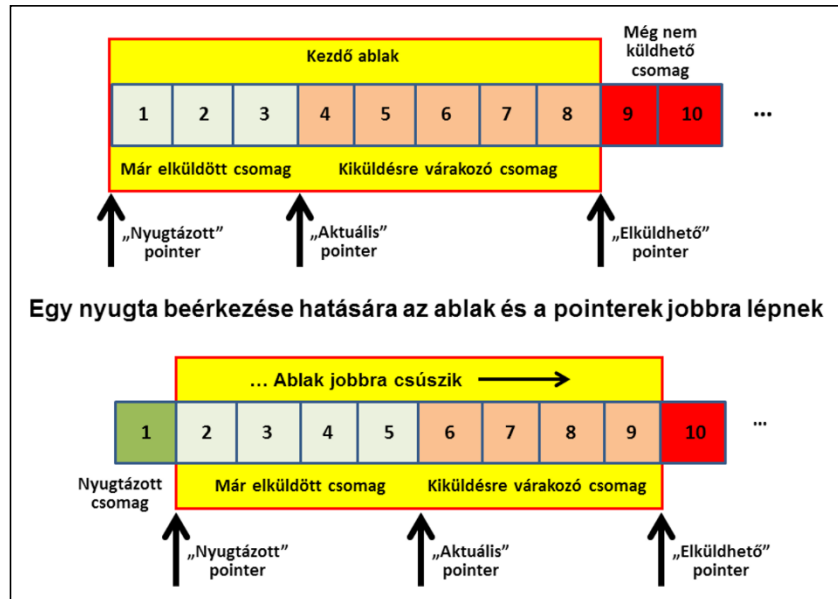 Kezdő ablak
Még nem
küldhető
csomag
1 2 3 4 5 6 7 8 9 10 ...
Már elküldött csomag Kiküldésre várakozó csomag
„Nyugtázott”
pointer
„Aktuális”
pointer
„Elküldhető”
pointer
Egy nyugta beérkezése hatására az ablak és a pointerek jobbra lépnek
... Ablak jobbra csúszik
1 2 3 4 5 6 7 8 9 10 ...
Nyugtázott
csomag
Már elküldött csomag Kiküldésre várakozó csomag
„Nyugtázott”
pointer
„Aktuális”
pointer
„Elküldhető”
pointer